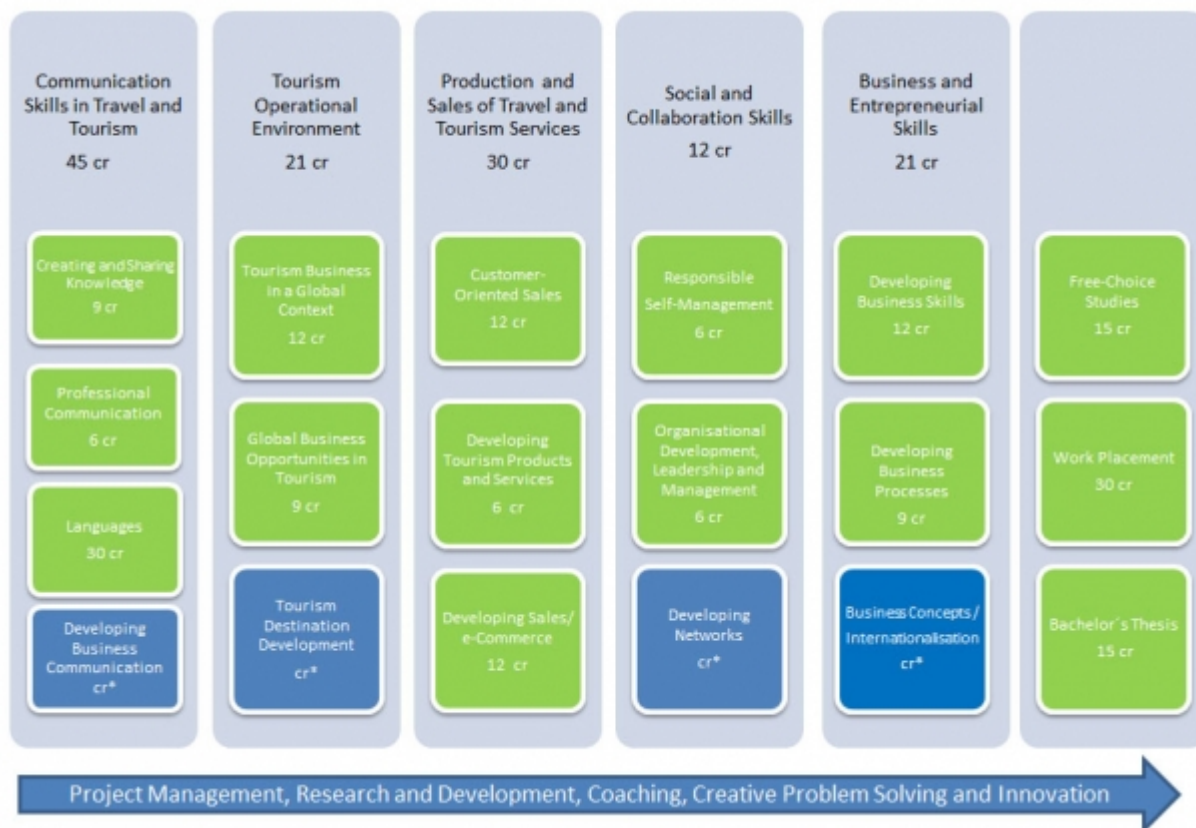 Communication
Skills in Travel and
Tourism
45 cr
Creating and Sharing
Knowledge
9 cr
Professional
Communication
6 cr
Languages
30 cr
Developing
Business
Communication
cr*
Tourism
Operational
Environment
21 cr
Tourism Business
in a Global
Context
12 cr
Global Business
Opportunities in
Tourism
9 cr
Tourism
Destination
Development
cr*
Production and
Sales of Travel and
Tourism Services
30 cr
Customer-
Oriented Sales
12 cr
Developing
Tourism Products
and Services
6 cr
Developing Sales/
e-Commerce
12 cr
Social and
Collaboration Skills
12 cr
Responsible
Self-Management
6 cr
Organisational
Development,
Leadership and
Management
6 cr
Developing
Networks
cr*
Business and
Entrepreneurial
Skills
21 cr
Developing
Business Skills
12 cr
Developing
Business
Processes
9 cr
Business Concepts/
Internationalisation
cr*
Free-Choice
Studies
15 cr
Work Placement
30 cr
Bachelor´s Thesis
15 cr
Project Management, Research and Development, Coaching, Creative Problem Solving and Innovation